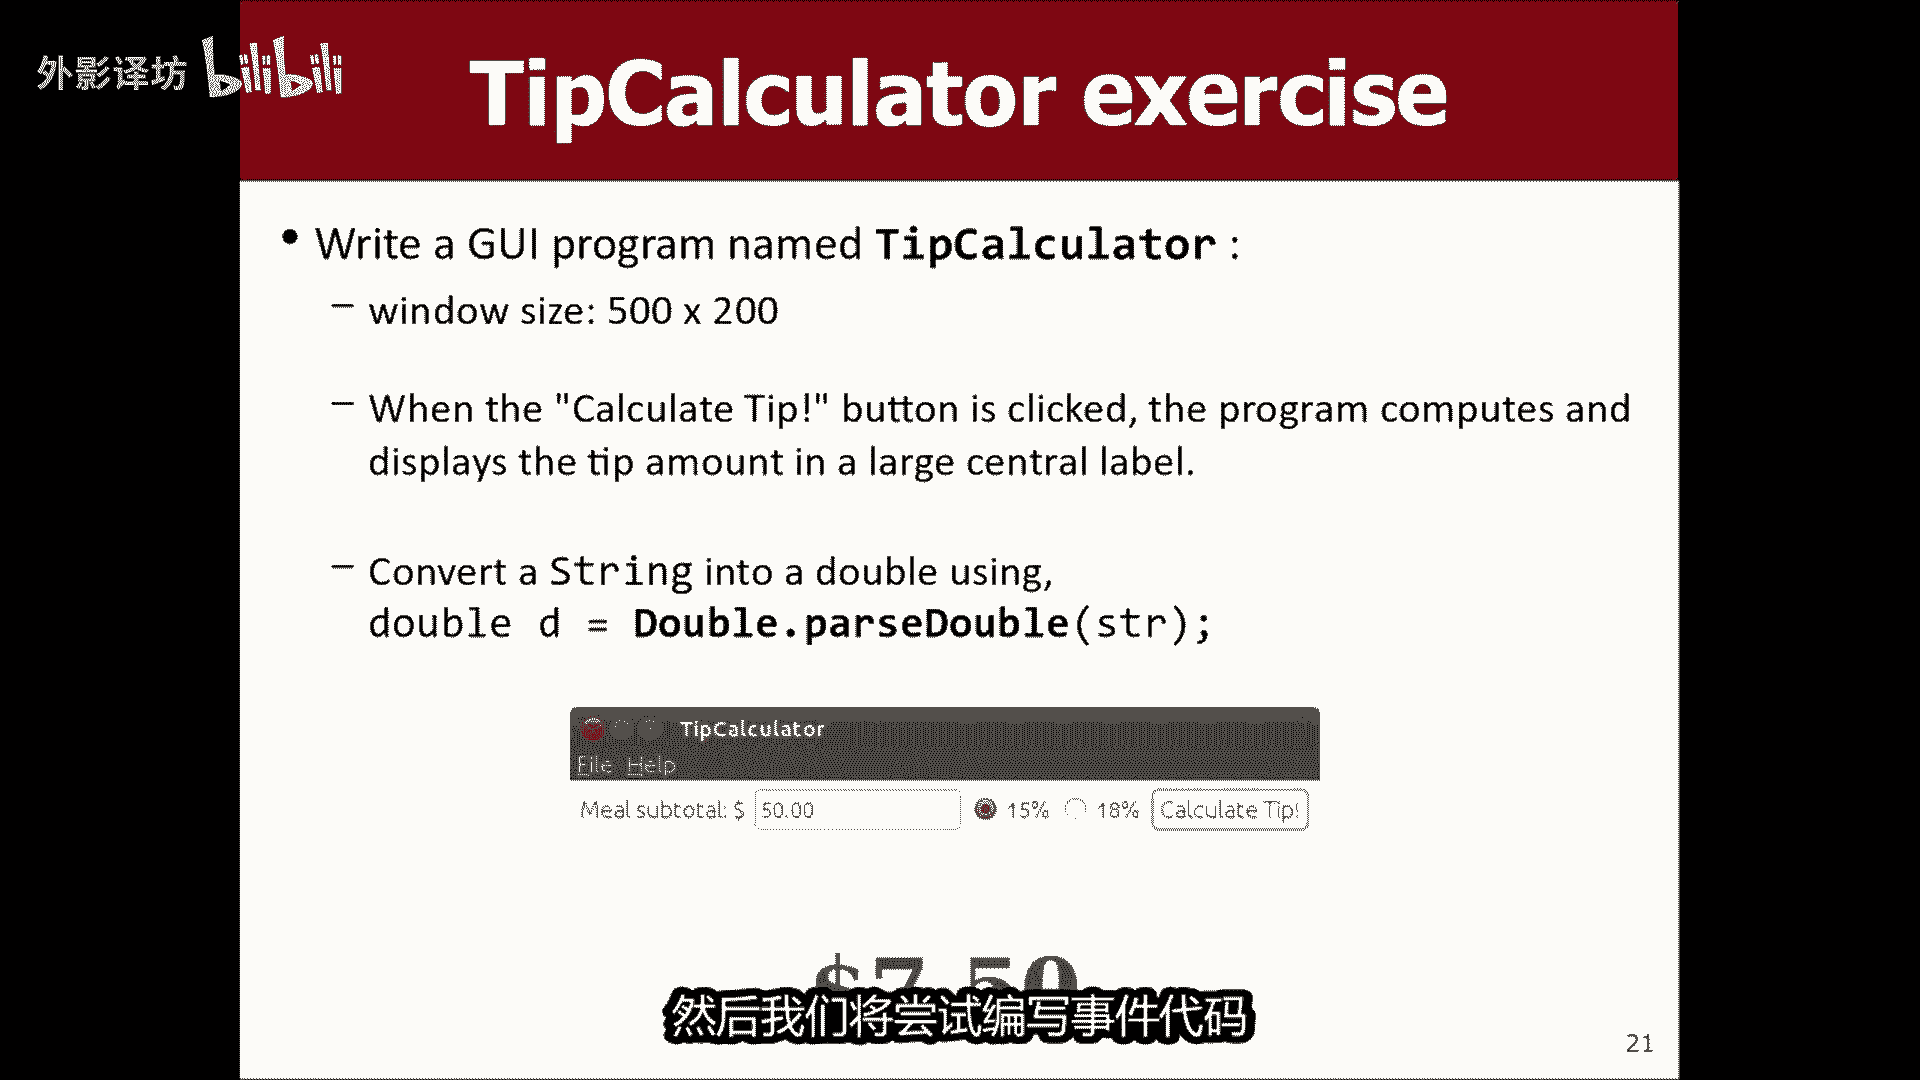 外影译坊 bilibili
TipCalculator exercise
• Write a GUI program named TipCalculator :
– window size: 500 x 200
– When the "Calculate Tip!" button is clicked, the program computes and
displays the tip amount in a large central label.
– Convert a String into a double using,
double d = Double.parseDouble(str);
TipCalculator
File Help
Meal subtotal: $ 50.00 15% 18% Calculate Tip!
$7.50
然后我们将尝试编写事件代码
21